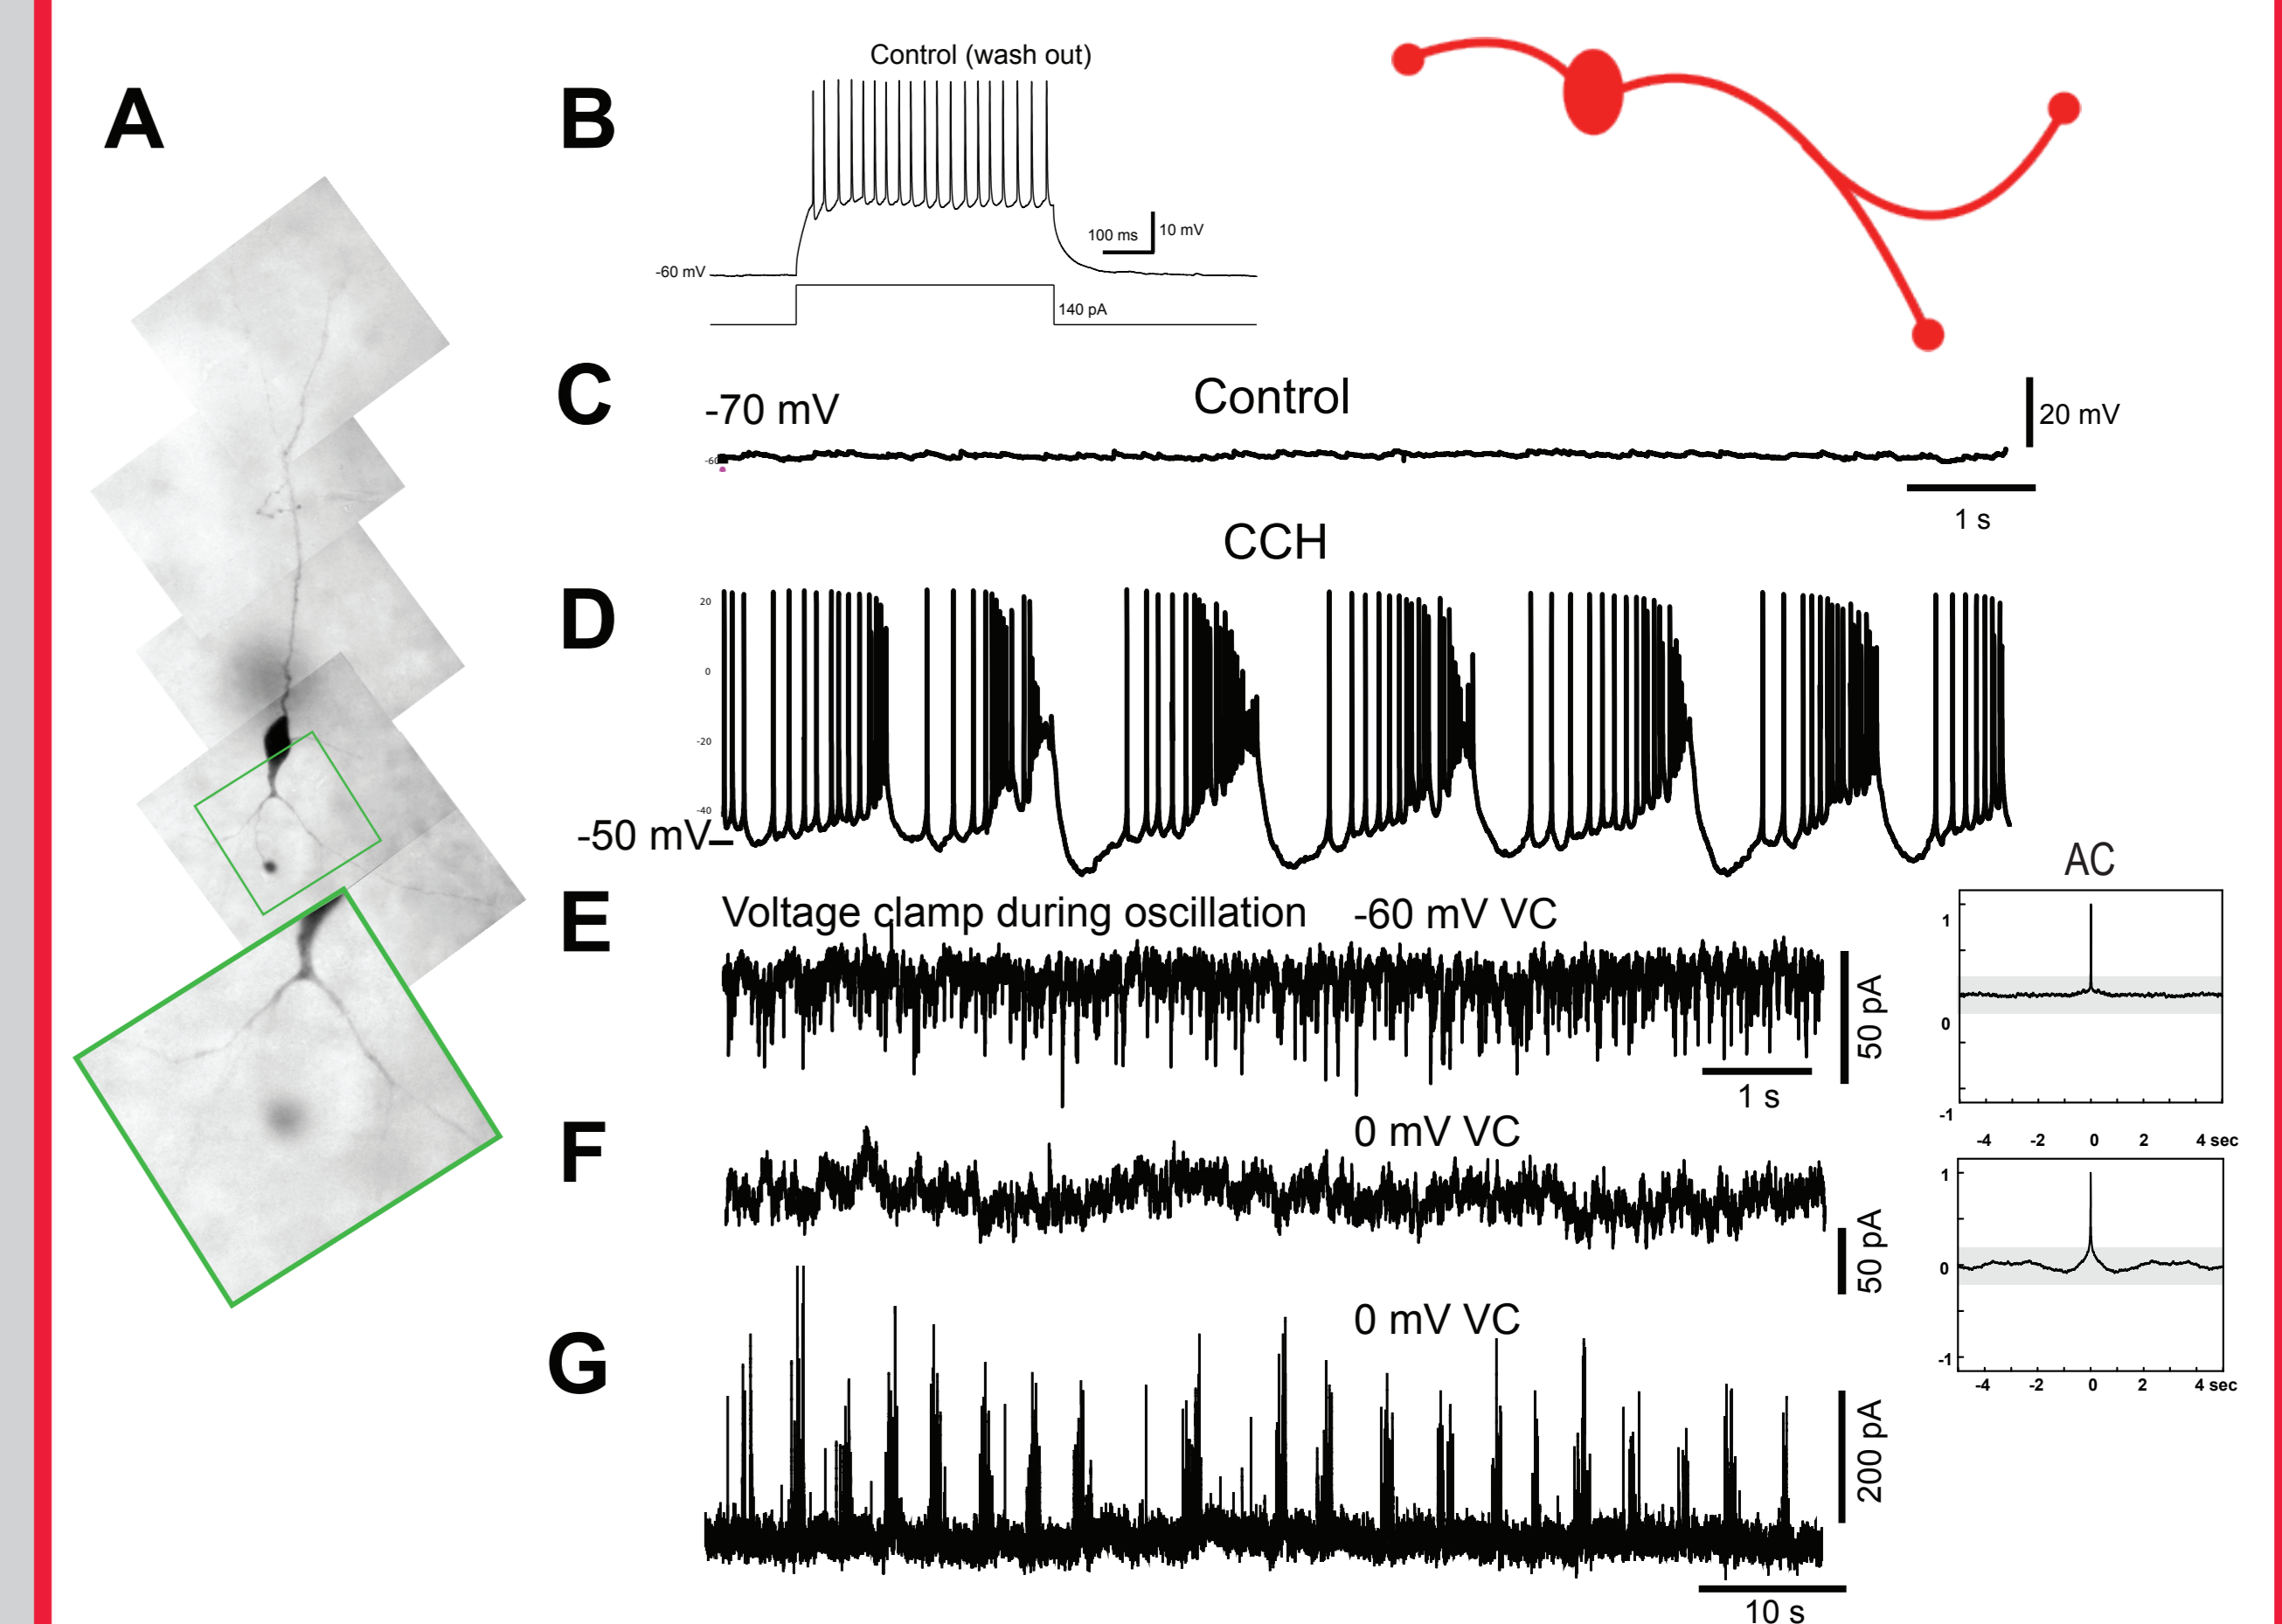 A
B
Control (wash out)
-60 mV
100 ms
10 mV
140 pA
C
-70 mV
Control
20 mV
-60
1 s
CCH
D
20
0
-20
-40
-50 mV
E
Voltage clamp during oscillation
-60 mV VC
50 pA
1 s
AC
1
0
-1
-4 -2 0 2 4 sec
F
0 mV VC
50 pA
1
0
-1
-4 -2 0 2 4 sec
G
0 mV VC
200 pA
10 s